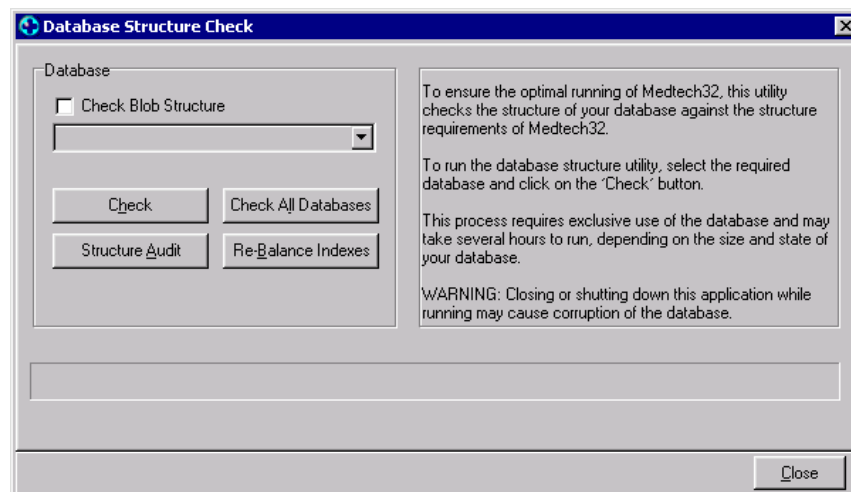 Database Structure Check
Database
Check Blob Structure
Check
Check All Databases
Structure Audit
Re-Balance Indexes
To ensure the optimal running of Medtech32, this utility
checks the structure of your database against the structure
requirements of Medtech32.
To run the database structure utility, select the required
database and click on the ‘Check’ button.
This process requires exclusive use of the database and may
take several hours to run, depending on the size and state of
your database.
WARNING: Closing or shutting down this application while
running may cause corruption of the database.
Close